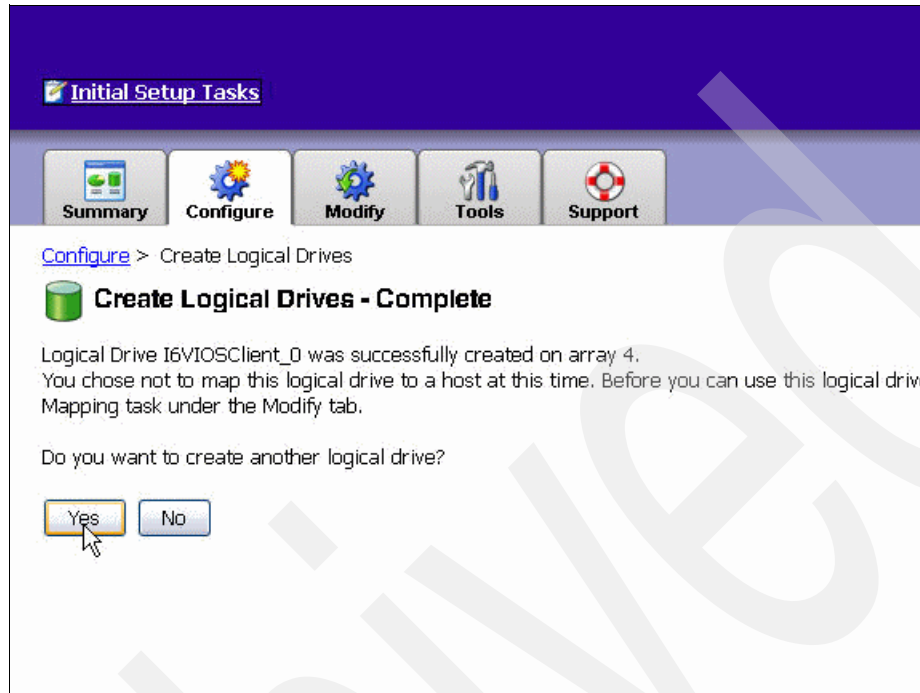 Initial Setup Tasks
Summary Configure Modify Tools Support
Configure > Create Logical Drives
Create Logical Drives - Complete
Logical Drive I6VIOSClient_0 was successfully created on array 4.
You chose not to map this logical drive to a host at this time. Before you can use this logical
Mapping task under the Modify tab.
Do you want to create another logical drive?
Yes No